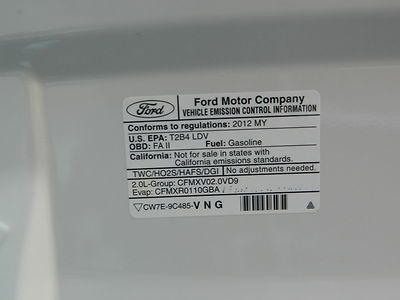 Ford
Ford Motor Company
VEHICLE EMISSION CONTROL INFORMATION
Conforms to regulations: 2012 MY
U.S. EPA: T2B4 LDV
OBD: FA II Fuel: Gasoline
California: Not for sale in states with
California emissions standards.
TWC/HO2S/HAFS/DGI No adjustments needed.
2.0L-Group: CFMXV02.0VD9
Evap: CFMXR0110GBA
CW7E-9C485-VNG